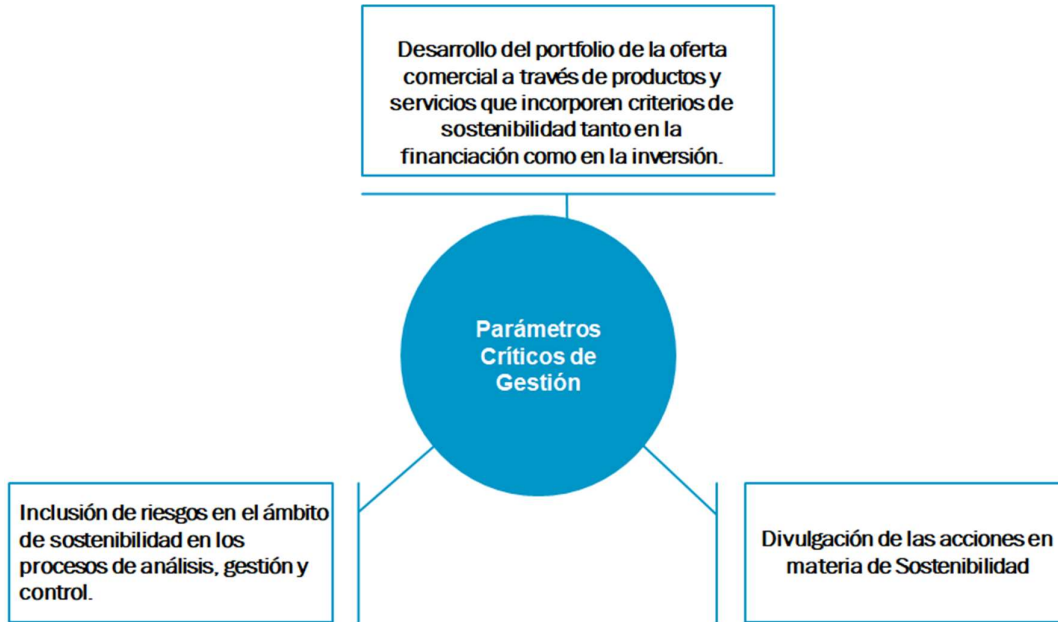 Desarrollo del portfolio de la oferta
comercial a través de productos y
servicios que incorporen criterios de
sostenibilidad tanto en la
financiación como en la inversión.
Parámetros
Críticos de
Gestión
Inclusión de riesgos en el ámbito
de sostenibilidad en los
procesos de análisis, gestión y
control.
Divulgación de las acciones en
materia de Sostenibilidad